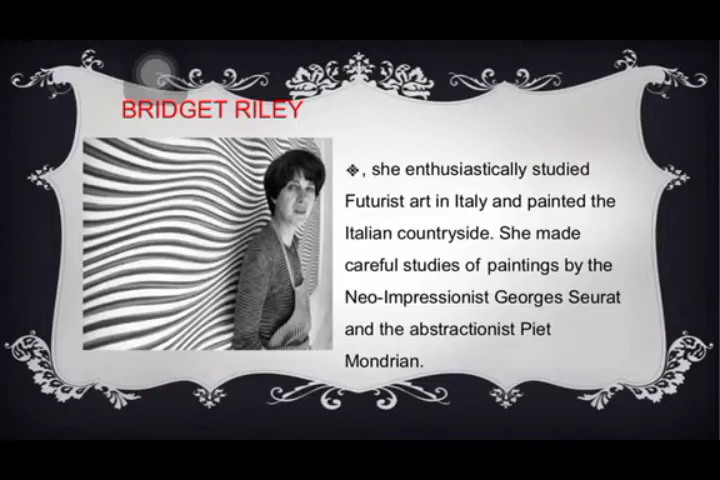 BRIDGET RILEY
❖, she enthusiastically studied
Futurist art in Italy and painted the
Italian countryside. She made
careful studies of paintings by the
Neo-Impressionist Georges Seurat
and the abstractionist Piet
Mondrian.